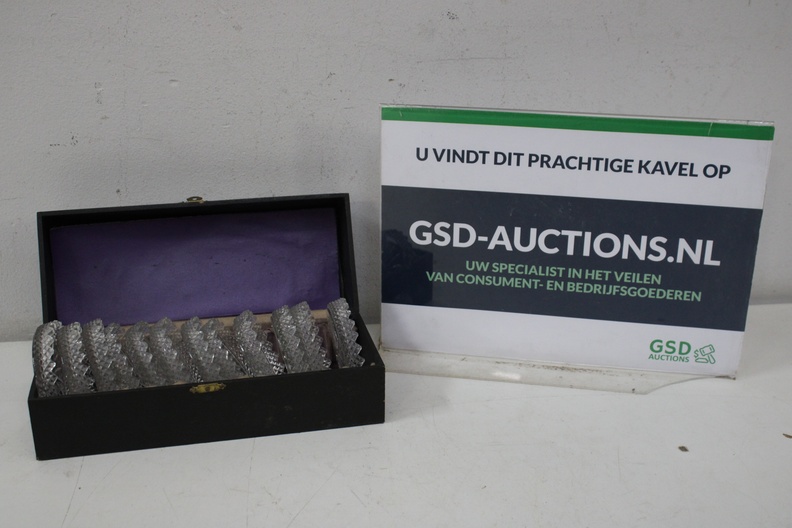 U VINDT DIT PRACHTIGE KAVEL OP
GSD-AUCTIONS.NL
UW SPECIALIST IN HET VEILEN
VAN CONSUMENT- EN BEDRIJFSGOEDEREN
GSD
AUCTIONS